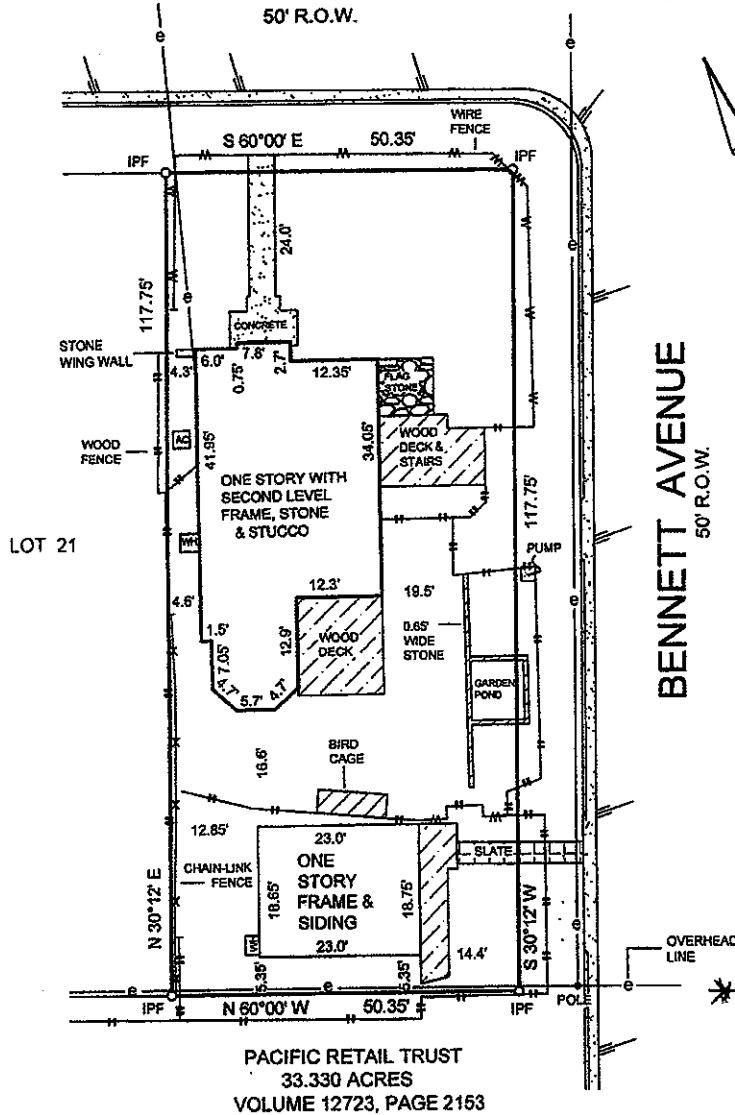 50' R.O.W.
e
e
WIRE
FENCE
S 60°00' E 50.35'
IPF
IPF
24.0'
e
e
117.75'
CONCRETE
STONE
WING WALL
6.0'
7.8'
0.75'
2.7'
12.35'
4.3'
FLAG
STONE
WOOD
FENCE
AC
41.95'
34.05'
WOOD
DECK &
STAIRS
ONE STORY WITH
SECOND LEVEL
FRAME, STONE
& STUCCO
117.75'
BENNETT AVENUE
50' R.O.W.
LOT 21
WH
PUMP
e
4.6'
12.3'
19.5'
0.65'
WIDE
STONE
1.5'
7.05'
4.7'
5.7'
4.7'
12.9'
WOOD
DECK
GARDEN
POND
16.6'
BIRD
CAGE
12.85'
23.0'
CHAIN-LINK
FENCE
ONE
STORY
FRAME &
SIDING
18.65'
18.75'
SLATE
N 30°12' E
S 30°12' W
WH
23.0'
14.4'
5.35'
5.35'
OVERHEAD
LINE
e
e
e
e
IPF
N 60°00' W 50.35'
IPF
POLE
PACIFIC RETAIL TRUST
33.330 ACRES
VOLUME 12723, PAGE 2153